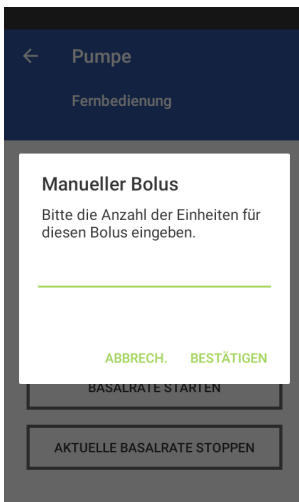 Pumpe
Fernbedienung
Manueller Bolus
Bitte die Anzahl der Einheiten für
diesen Bolus eingeben.
ABBRECH. BESTÄTIGEN
BASALRATE STARTEN
AKTUELLE BASALRATE STOPPEN